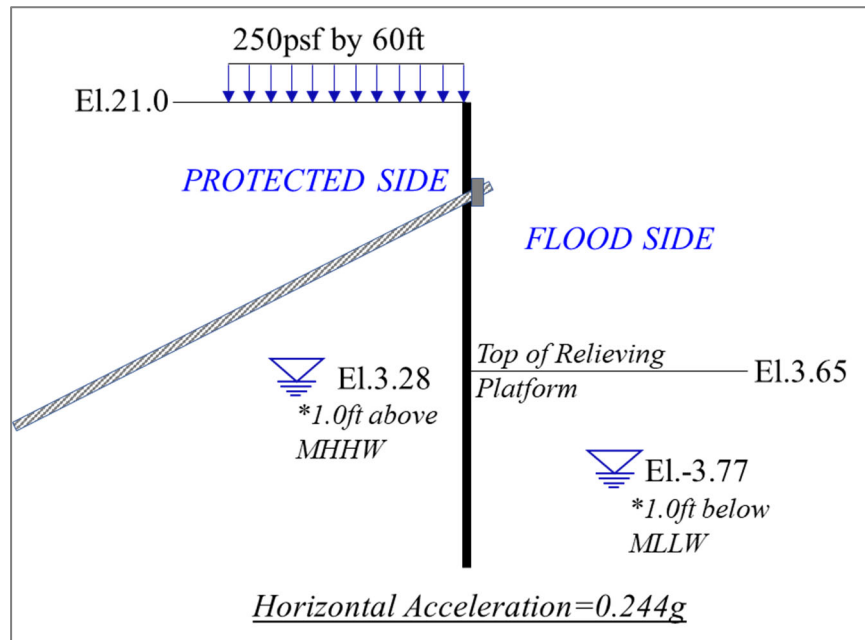 250psf by 60ft
El.21.0
PROTECTED SIDE
FLOOD SIDE
Top of Relieving
Platform
El.3.65
El.3.28
*1.0ft above
MHHW
El.-3.77
*1.0ft below
MLLW
Horizontal Acceleration=0.244g